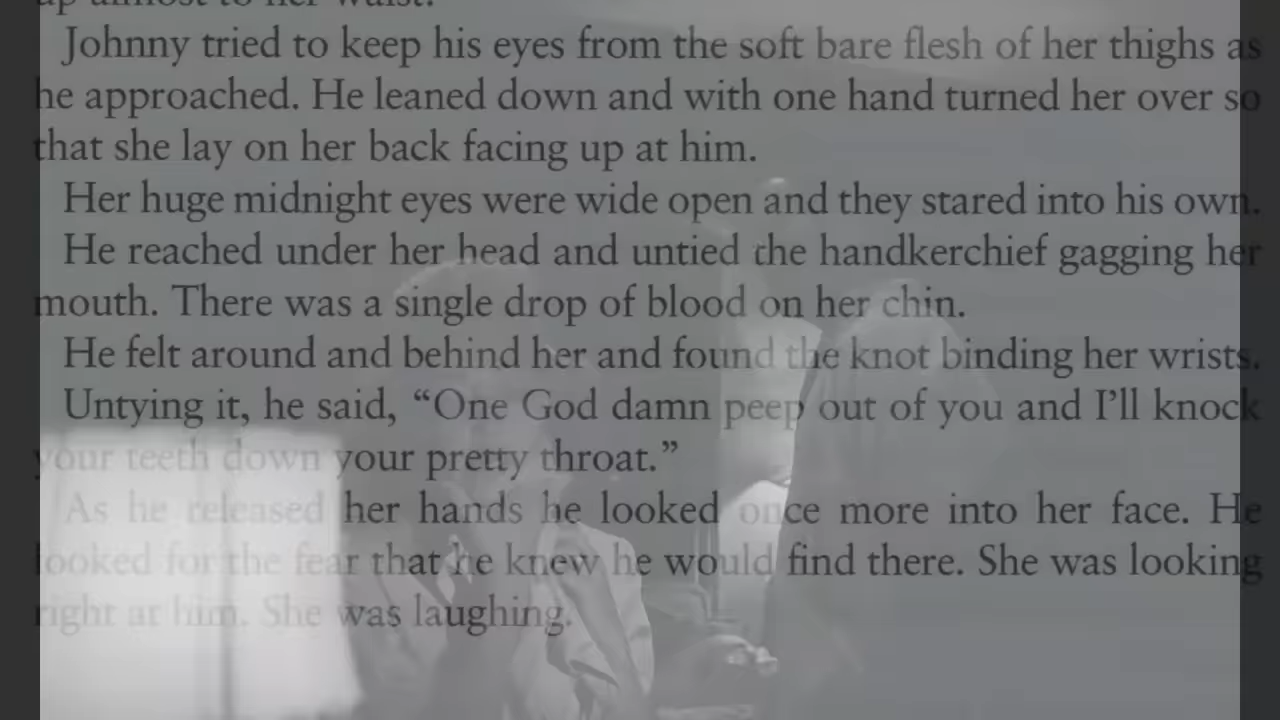 up almost to her waist.
Johnny tried to keep his eyes from the soft bare flesh of her thighs as
he approached. He leaned down and with one hand turned her over so
that she lay on her back facing up at him.
Her huge midnight eyes were wide open and they stared into his own.
He reached under her head and untied the handkerchief gagging her
mouth. There was a single drop of blood on her chin.
He felt around and behind her and found the knot binding her wrists.
Untying it, he said, “One God damn peep out of you and I’ll knock
your teeth down your pretty throat.”
As he released her hands he looked once more into her face. He
looked for the fear that he knew he would find there. She was looking
right at him. She was laughing.